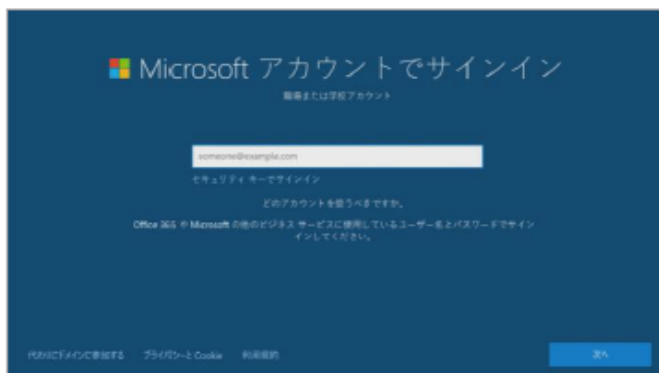 Microsoft アカウントでサインイン
職場または学校アカウント
someone@example.com
セキュリティ キーでサインイン
どのアカウントを使うべきですか。
Office 365 や Microsoft の他のビジネス サービスに使用しているユーザー名とパスワードでサイン
インしてください。
代わりにドメインに参加する プライバシーと Cookie 利用規約 次へ